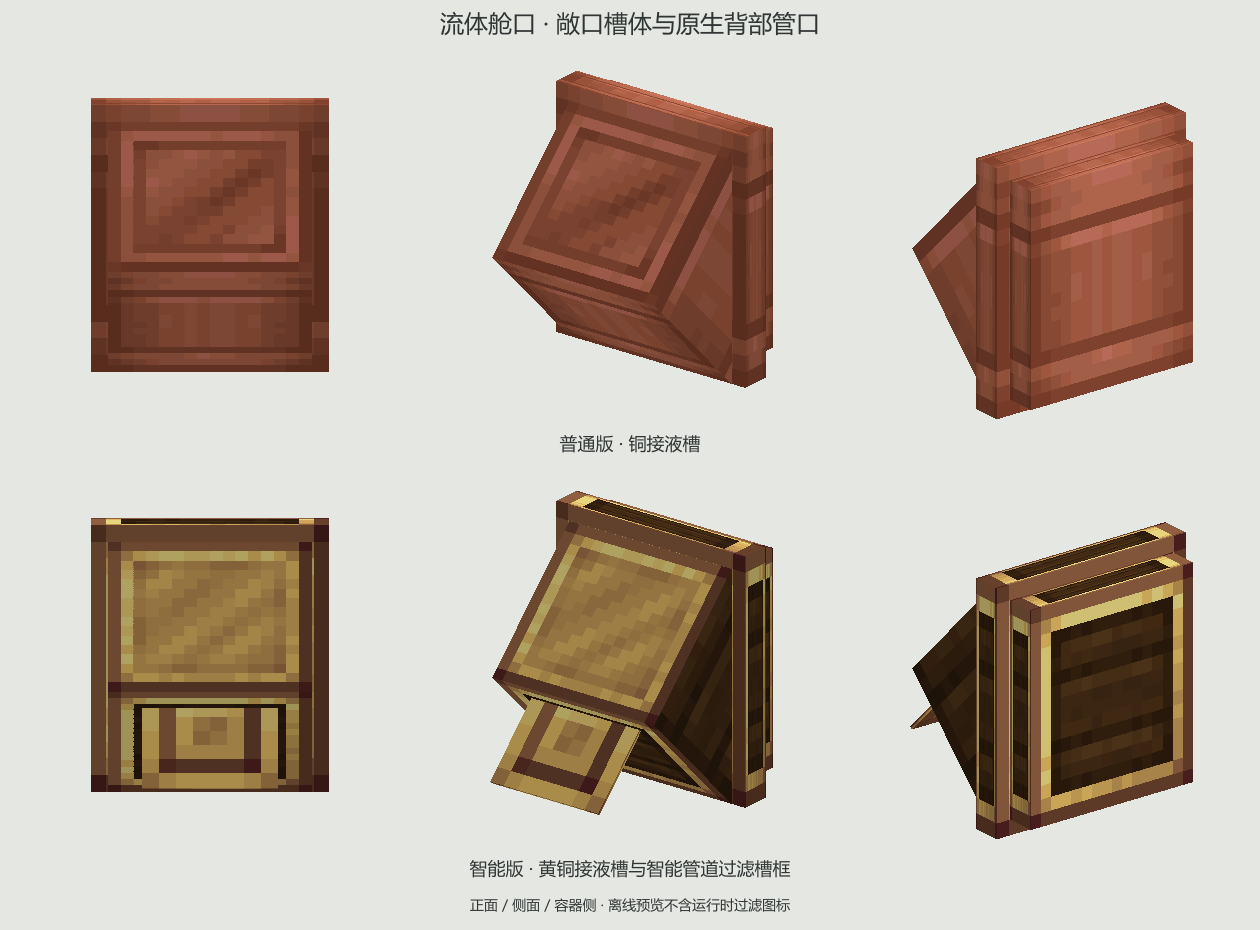 流体舱口 · 敞口槽体与原生背部管口
普通版 · 铜接液槽
智能版 · 黄铜接液槽与智能管道过滤槽框
正面 / 侧面 / 容器侧 · 离线预览不含运行时过滤图标